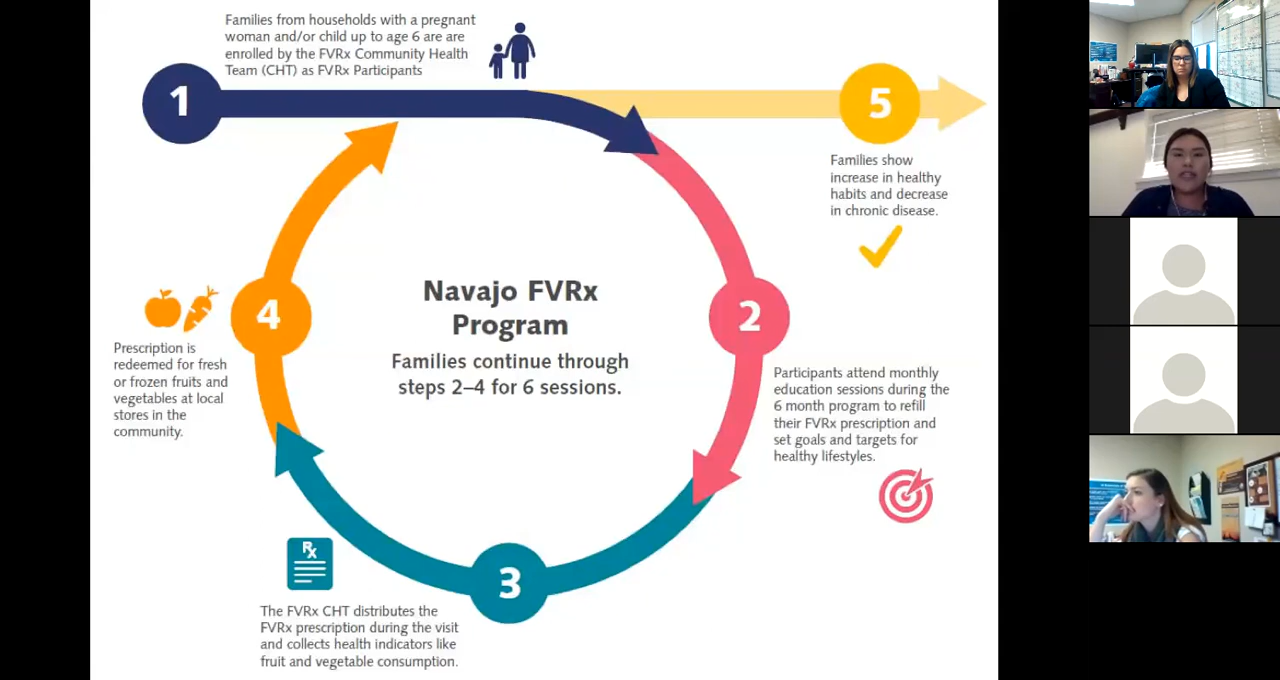 Families from households with a pregnant
woman and/or child up to age 6 are are
enrolled by the FVRx Community Health
Team (CHT) as FVRx Participants
1
5
Families show
increase in healthy
habits and decrease
in chronic disease.
Navajo FVRx
Program
Families continue through
steps 2–4 for 6 sessions.
2
Participants attend monthly
education sessions during the
6 month program to refill
their FVRx prescription and
set goals and targets for
healthy lifestyles.
4
Prescription is
redeemed for fresh
or frozen fruits and
vegetables at local
stores in the
community.
Rx
3
The FVRx CHT distributes the
FVRx prescription during the visit
and collects health indicators like
fruit and vegetable consumption.